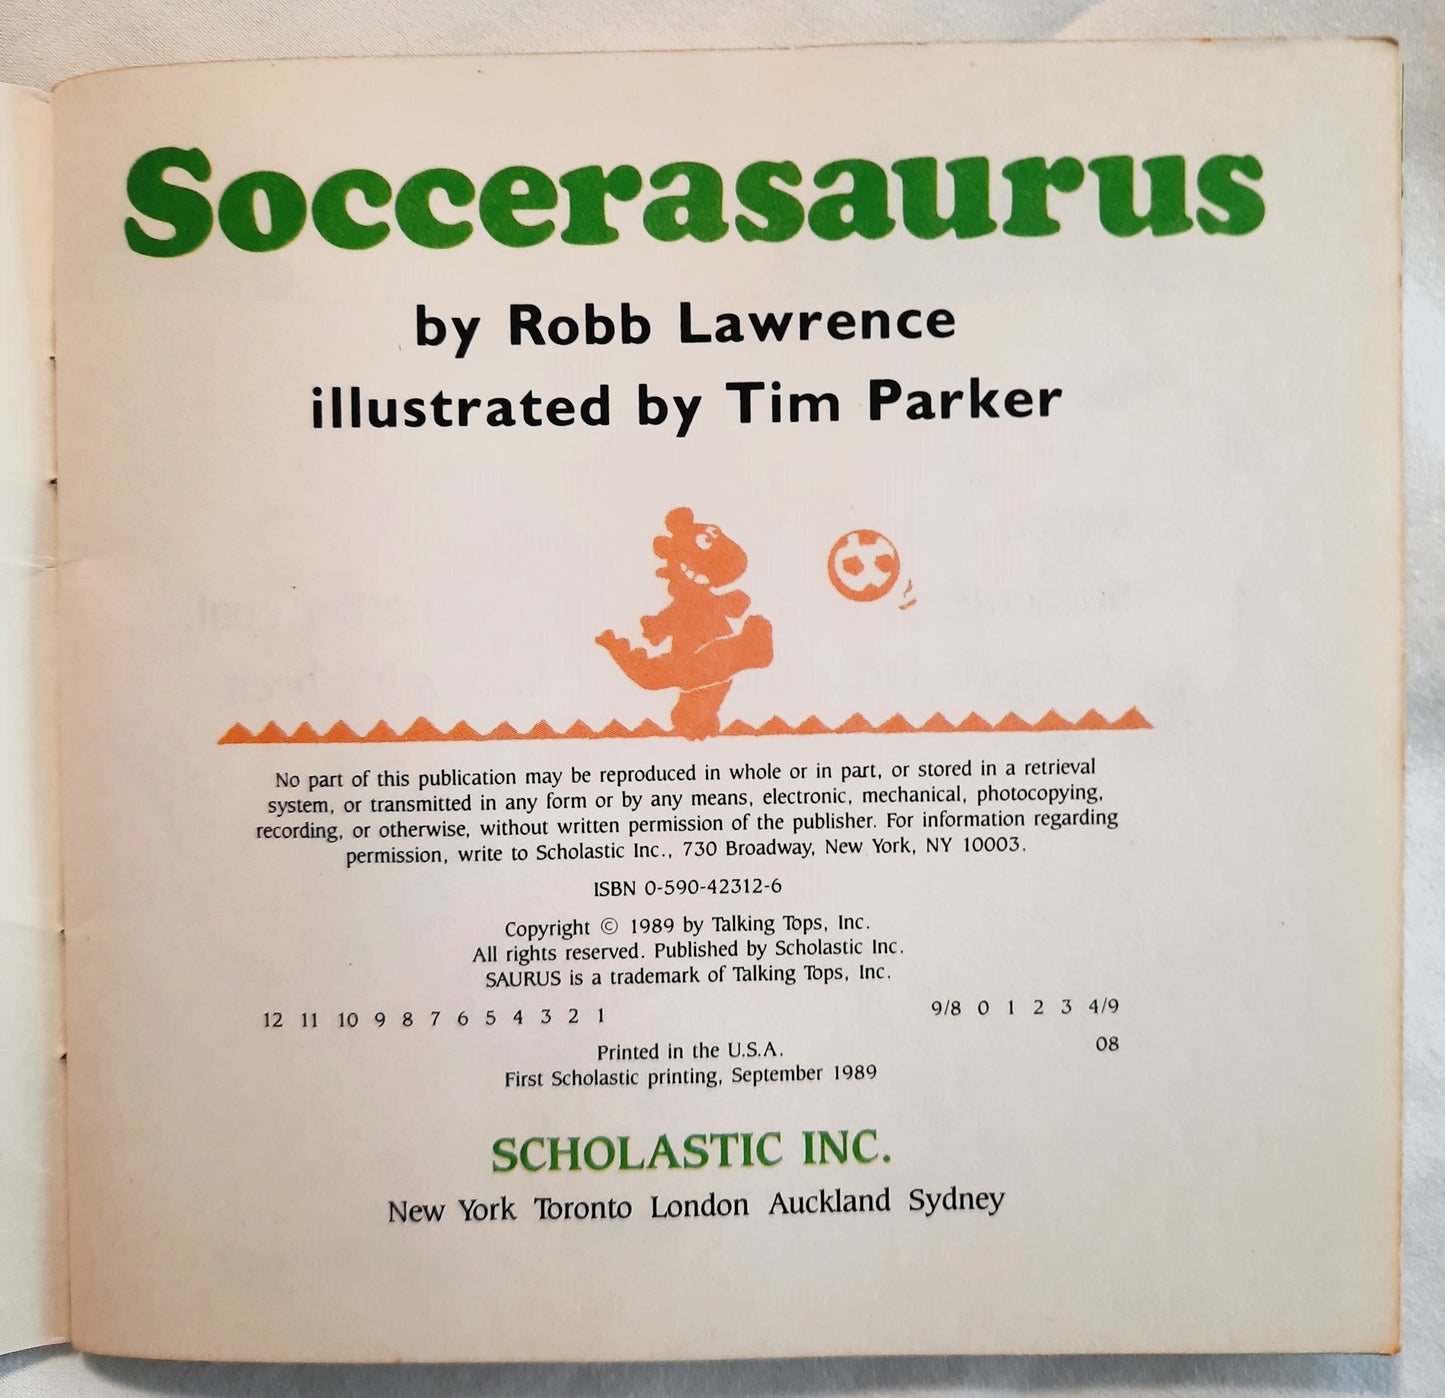 Soccerasaurus
by Robb Lawrence
illustrated by Tim Parker
No part of this publication may be reproduced in whole or in part, or stored in a retrieval
system, or transmitted in any form or by any means, electronic, mechanical, photocopying,
recording, or otherwise, without written permission of the publisher. For information regarding
permission, write to Scholastic Inc., 730 Broadway, New York, NY 10003.
ISBN 0-590-42312-6
Copyright © 1989 by Talking Tops, Inc.
All rights reserved. Published by Scholastic Inc.
SAURUS is a trademark of Talking Tops, Inc.
12 11 10 9 8 7 6 5 4 3 2 1 9/8 0 1 2 3 4/9
Printed in the U.S.A. 08
First Scholastic printing, September 1989
SCHOLASTIC INC.
New York Toronto London Auckland Sydney